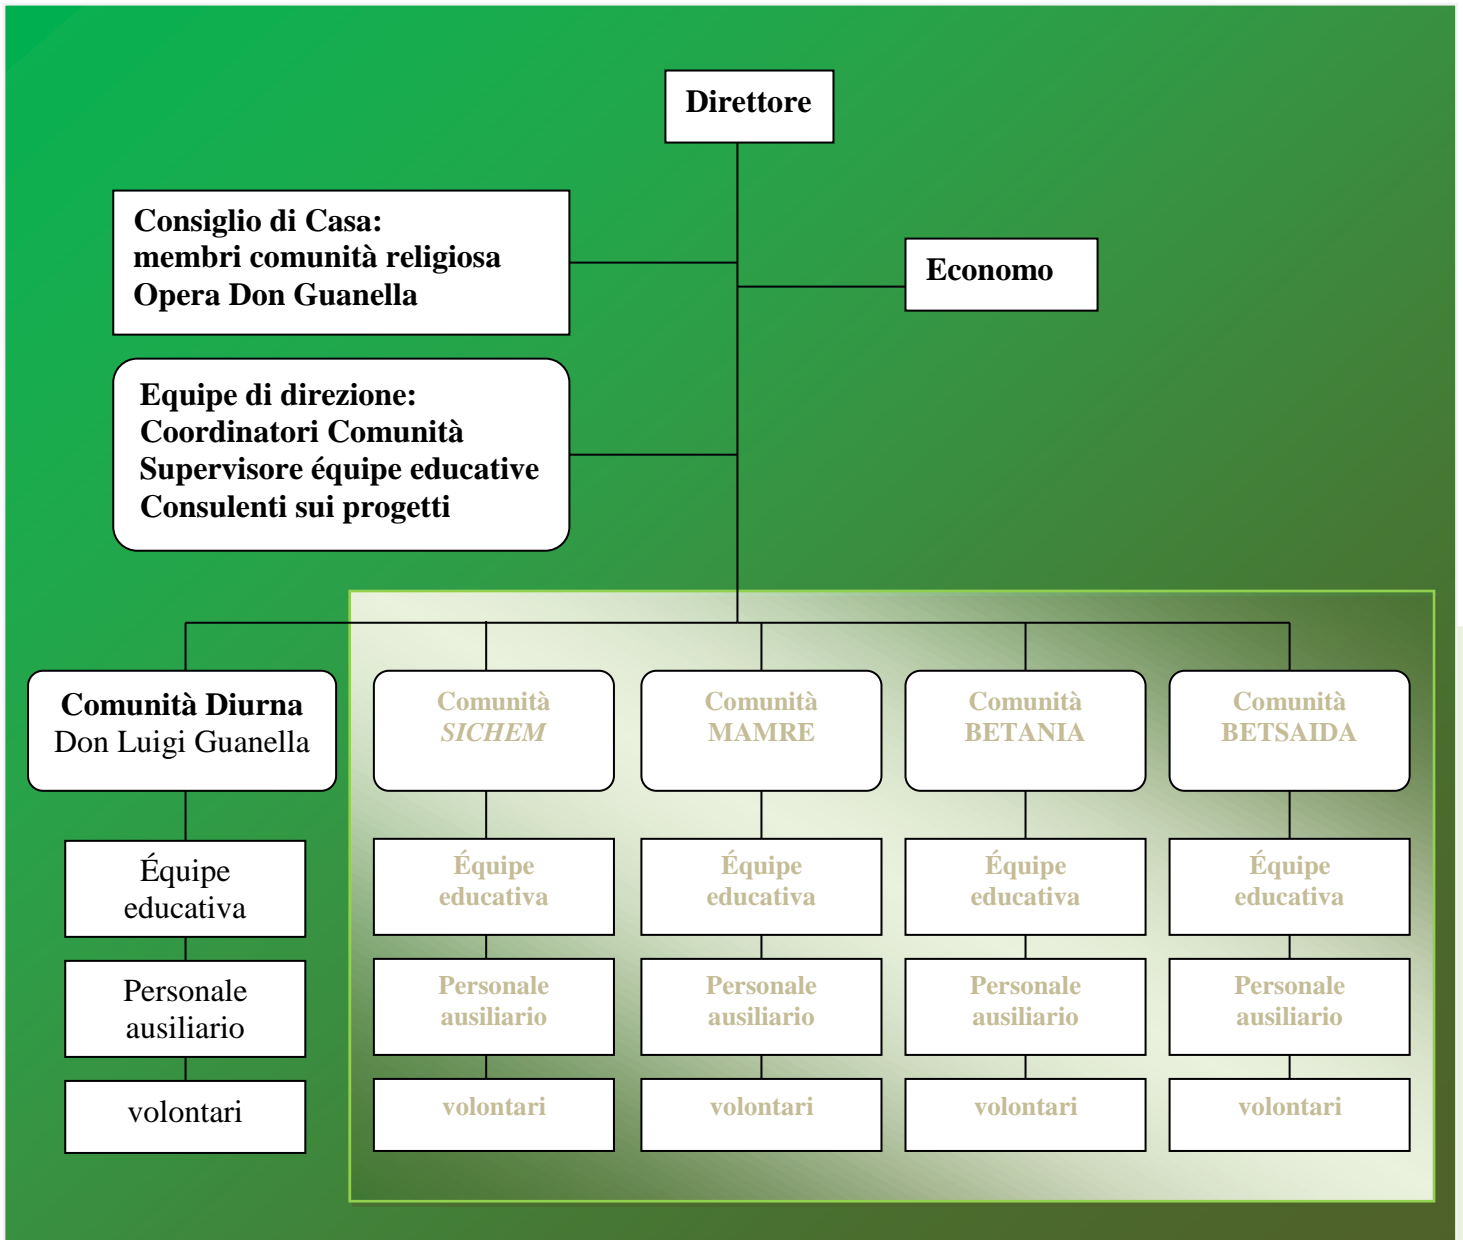 Direttore
Consiglio di Casa:
membri comunità religiosa
Opera Don Guanella
Economo
Equipe di direzione:
Coordinatori Comunità
Supervisore équipe educative
Consulenti sui progetti
Comunità Diurna
Don Luigi Guanella
Comunità
SICHEM
Comunità
MAMRE
Comunità
BETANIA
Comunità
BETSAIDA
Équipe
educativa
Équipe
educativa
Équipe
educativa
Équipe
educativa
Équipe
educativa
Personale
ausiliario
Personale
ausiliario
Personale
ausiliario
Personale
ausiliario
Personale
ausiliario
volontari
volontari
volontari
volontari
volontari